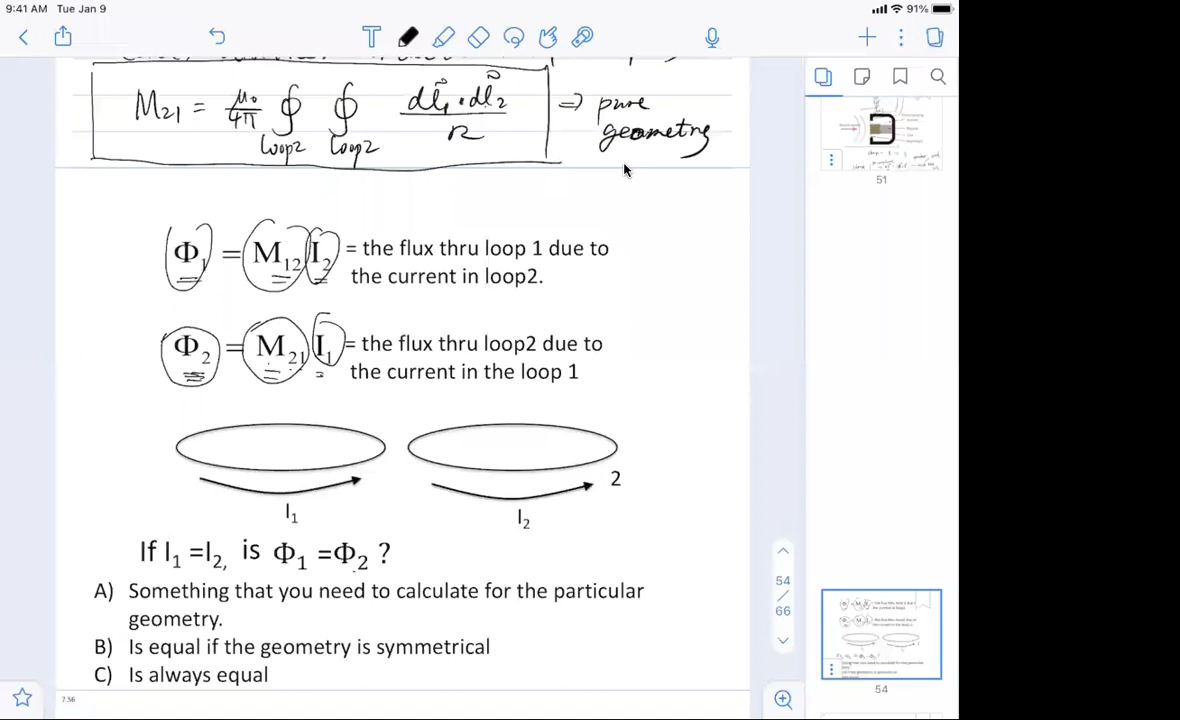 9:41 AM Tue Jan 9
91%
M21 = μ0/4π ∮ ∮ dl1 · dl2 / r ⇒ pure
loop2 loop2 geometry
51
Φ1 = M12 I2 = the flux thru loop 1 due to
the current in loop2.
Φ2 = M21 I1 = the flux thru loop2 due to
the current in the loop 1
2
I1
I2
If I1 =I2, is Φ1 =Φ2 ?
A) Something that you need to calculate for the particular
geometry.
B) Is equal if the geometry is symmetrical
C) Is always equal
7.56
54
66
54